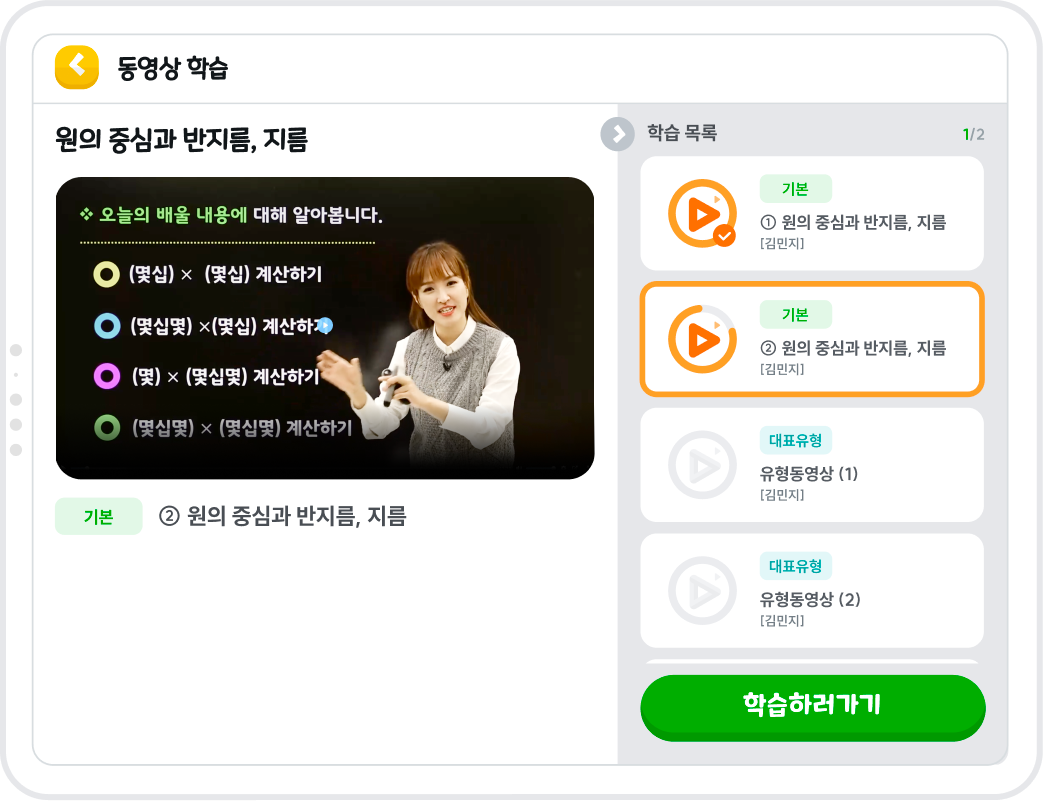 동영상 학습
원의 중심과 반지름, 지름
❖ 오늘의 배울 내용에 대해 알아봅니다.
(몇십) × (몇십) 계산하기
(몇십몇) ×(몇십) 계산하기
(몇) × (몇십몇) 계산하기
(몇십몇) × (몇십몇) 계산하기
기본 ② 원의 중심과 반지름, 지름
학습 목록 1/2
기본
① 원의 중심과 반지름, 지름
[김민지]
기본
② 원의 중심과 반지름, 지름
[김민지]
대표유형
유형동영상 (1)
[김민지]
대표유형
유형동영상 (2)
[김민지]
학습하러가기